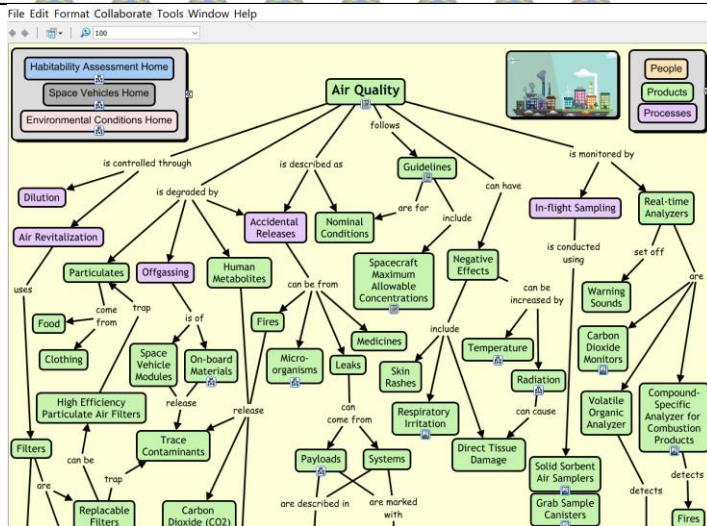 File Edit Format Collaborate Tools Window Help
100
Habitability Assessment Home
Space Vehicles Home
Environmental Conditions Home
Air Quality
People
Products
Processes
follows
is controlled through
is described as
Guidelines
is monitored by
Dilution
is degraded by
can have
Accidental
Releases
Nominal
Conditions
are for
include
In-flight Sampling
Real-time
Analyzers
Air Revitalization
Particulates
Offgassing
Human
Metabolites
Spacecraft
Maximum
Allowable
Concentrations
Negative
Effects
is conducted
using
set off
uses
come
from
trap
is of
can be from
can be
increased by
are
Warning
Sounds
Food
Clothing
Fires
Medicines
Space
Vehicle
Modules
On-board
Materials
Micro-
organisms
Leaks
include
Temperature
Carbon
Dioxide
Monitors
Skin
Rashes
Radiation
High Efficiency
Particulate Air Filters
release
release
can
come from
Respiratory
Irritation
can cause
Volatile
Organic
Analyzer
Compound-
Specific
Analyzer for
Combustion
Products
Filters
can be
trap
Trace
Contaminants
Payloads
Systems
Direct Tissue
Damage
Solid Sorbent
Air Samplers
detects
detects
are
Replacable
Filters
Carbon
Dioxide (CO2)
are described in
are marked
with
Grab Sample
Canisters
Fires